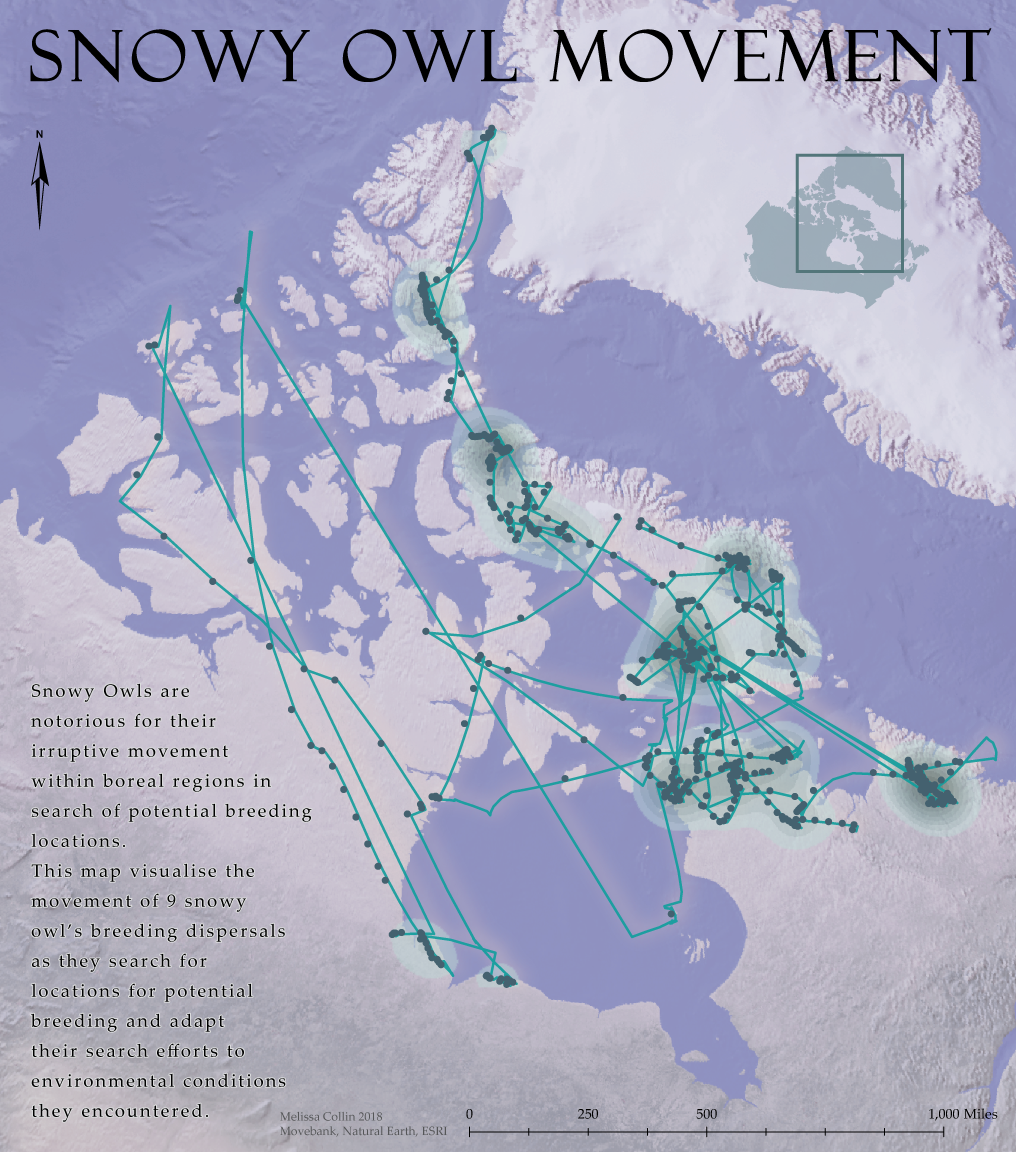 SNOWY OWL MOVEMENT
N
Snowy Owls are
notorious for their
irruptive movement
within boreal regions in
search of potential breeding
locations.
This map visualise the
movement of 9 snowy
owl's breeding dispersals
as they search for
locations for potential
breeding and adapt
their search efforts to
environmental conditions
they encountered.
Melissa Collin 2018
Movebank, Natural Earth, ESRI
0 250 500 1,000 Miles